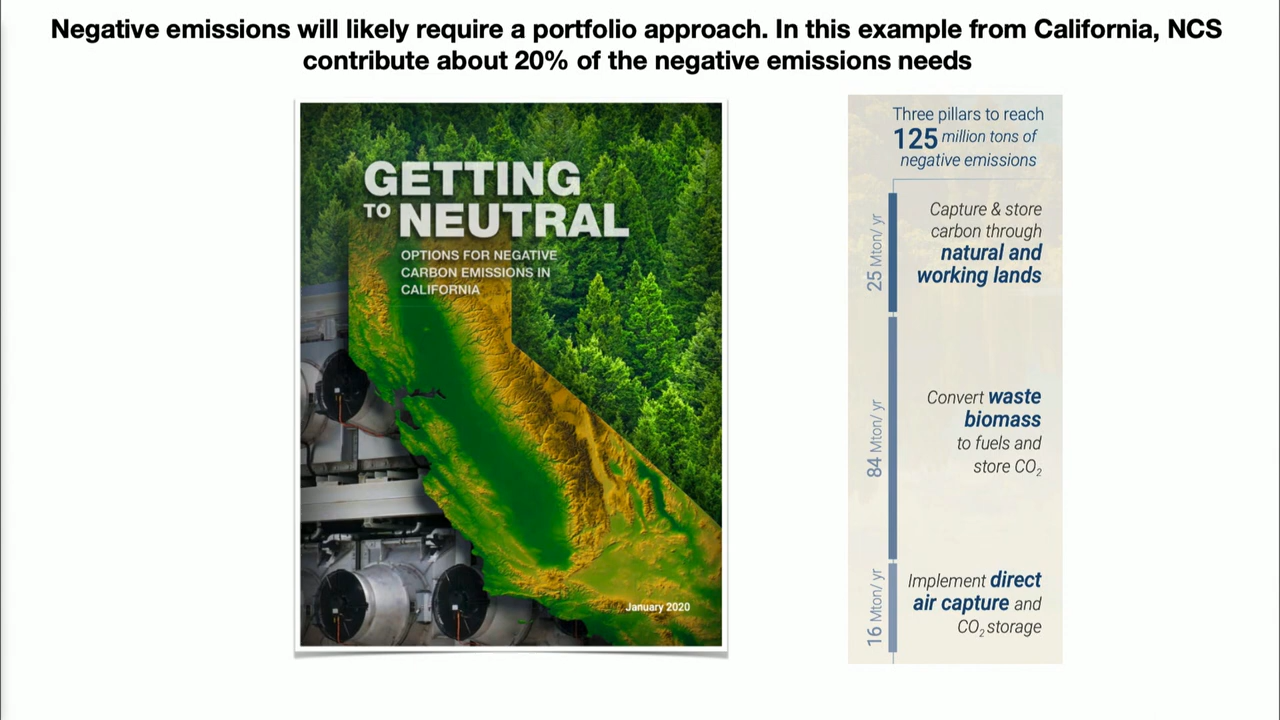 Negative emissions will likely require a portfolio approach. In this example from California, NCS
contribute about 20% of the negative emissions needs
GETTING
TO NEUTRAL
OPTIONS FOR NEGATIVE
CARBON EMISSIONS IN
CALIFORNIA
January 2020
Three pillars to reach
125 million tons of
negative emissions
25 Mton/ yr
Capture & store
carbon through
natural and
working lands
84 Mton/ yr
Convert waste
biomass
to fuels and
store CO₂
16 Mton/ yr
Implement direct
air capture and
CO₂ storage